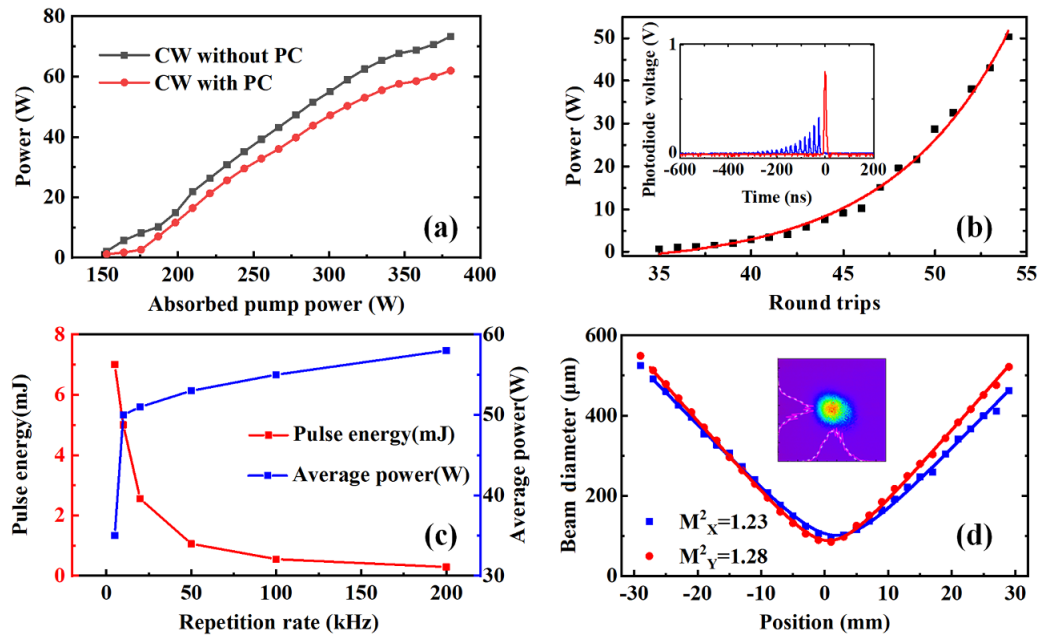 (a)
80
60
40
20
0
Power (W)
CW without PC
CW with PC
100 150 200 250 300 350 400
Absorbed pump power (W)
(b)
50
40
30
20
10
0
Power (W)
1
0
Photodiode voltage (V)
-600 -400 -200 0 200
Time (ns)
35 40 45 50 55
Round trips
(c)
8
7
6
5
4
3
2
1
0
Pulse energy(mJ)
Pulse energy(mJ)
Average power(W)
60
50
40
30
Average power(W)
0 50 100 150 200
Repetition rate (kHz)
(d)
600
400
200
0
Beam diameter (μm)
M²X=1.23
M²Y=1.28
-30 -20 -10 0 10 20 30
Position (mm)